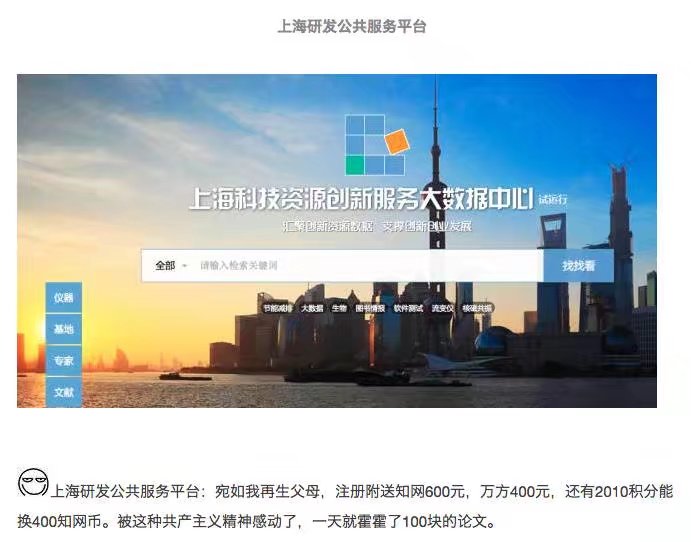 上海研发公共服务平台
上海科技资源创新服务大数据中心 试运行
汇聚创新资源数据 支撑创新创业发展
全部 请输入检索关键词 找找看
节能减排 大数据 生物 图书情报 软件测试 流变仪 核磁共振
仪器
基地
专家
文献
上海研发公共服务平台：宛如我再生父母，注册附送知网600元，万方400元，还有2010积分能
换400知网币。被这种共产主义精神感动了，一天就霍霍了100块的论文。